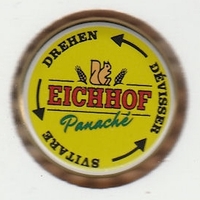 DREHEN
DÉVISSER
SVITARE
EICHHOF
Panaché